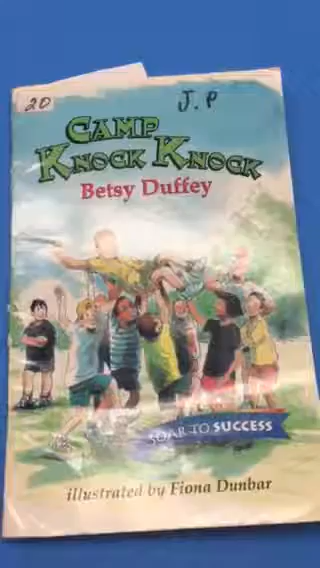 20
J.P
CAMP
KNOCK KNOCK
Betsy Duffey
SOAR TO SUCCESS
illustrated by Fiona Dunbar